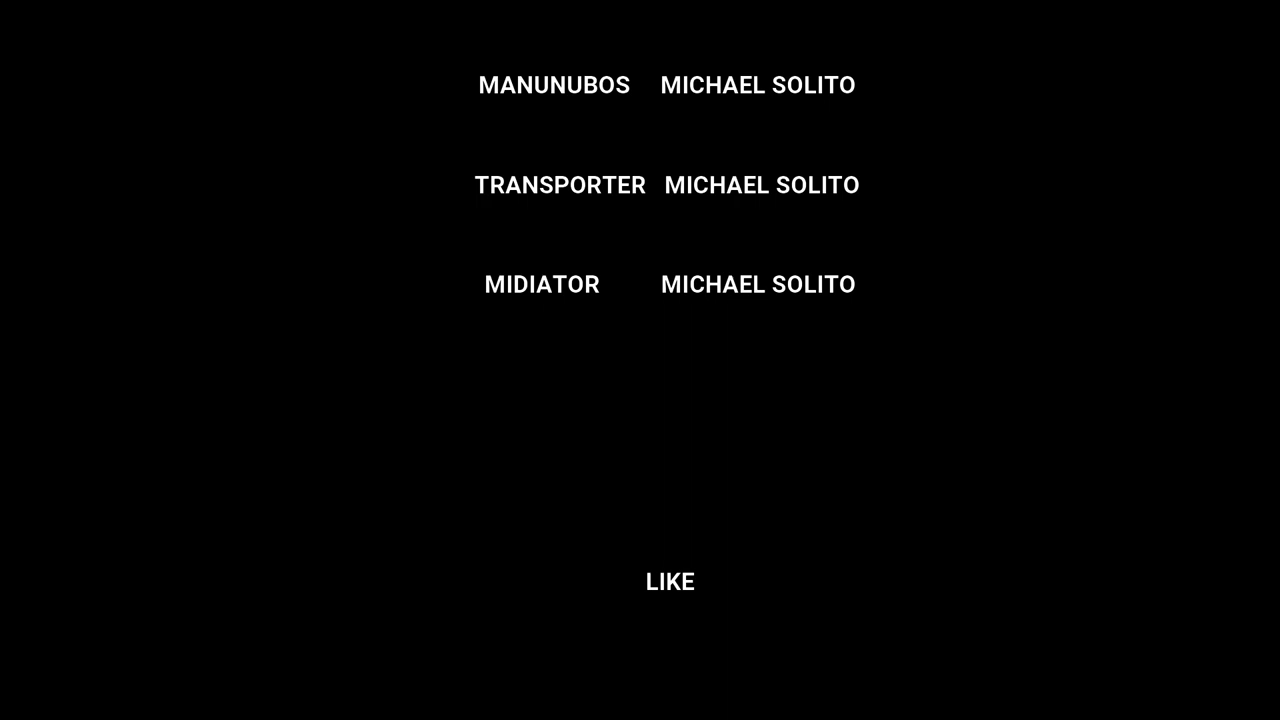 MANUNUBOS MICHAEL SOLITO
TRANSPORTER MICHAEL SOLITO
MIDIATOR MICHAEL SOLITO
LIKE